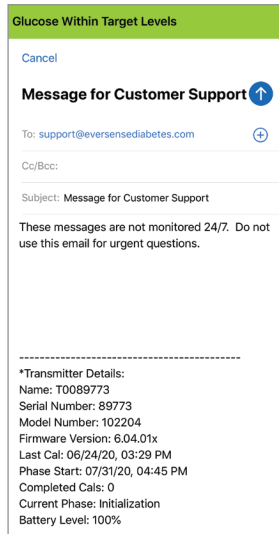 Glucose Within Target Levels
Cancel
Message for Customer Support
To: support@eversensediabetes.com
Cc/Bcc:
Subject: Message for Customer Support
These messages are not monitored 24/7. Do not
use this email for urgent questions.
-------------------------------------------
*Transmitter Details:
Name: T0089773
Serial Number: 89773
Model Number: 102204
Firmware Version: 6.04.01x
Last Cal: 06/24/20, 03:29 PM
Phase Start: 07/31/20, 04:45 PM
Completed Cals: 0
Current Phase: Initialization
Battery Level: 100%